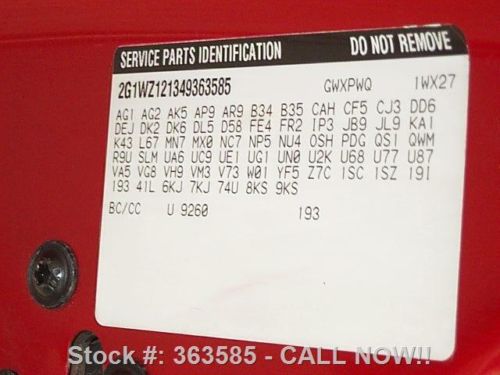 SERVICE PARTS IDENTIFICATION DO NOT REMOVE
2G1WZ121349363585 GWXPWQ 1WX27
AG1 AG2 AK5 AP9 AR9 B34 B35 CAH CF5 CJ3 DD6
DEJ DK2 DK6 DL5 D58 FE4 FR2 IP3 JB9 JL9 KA1
K43 L67 MN7 MX0 NC7 NP5 NU4 OSH PDG QSI QWM
R9U SLM UA6 UC9 UE1 UG1 UN0 U2K U68 U77 U87
VA5 VG8 VH9 VM3 V73 W01 YF5 Z7C 1SC 1SZ 19I
193 41L 6KJ 7KJ 74U 8KS 9KS
BC/CC U 9260 193
Stock #: 363585 - CALL NOW!!